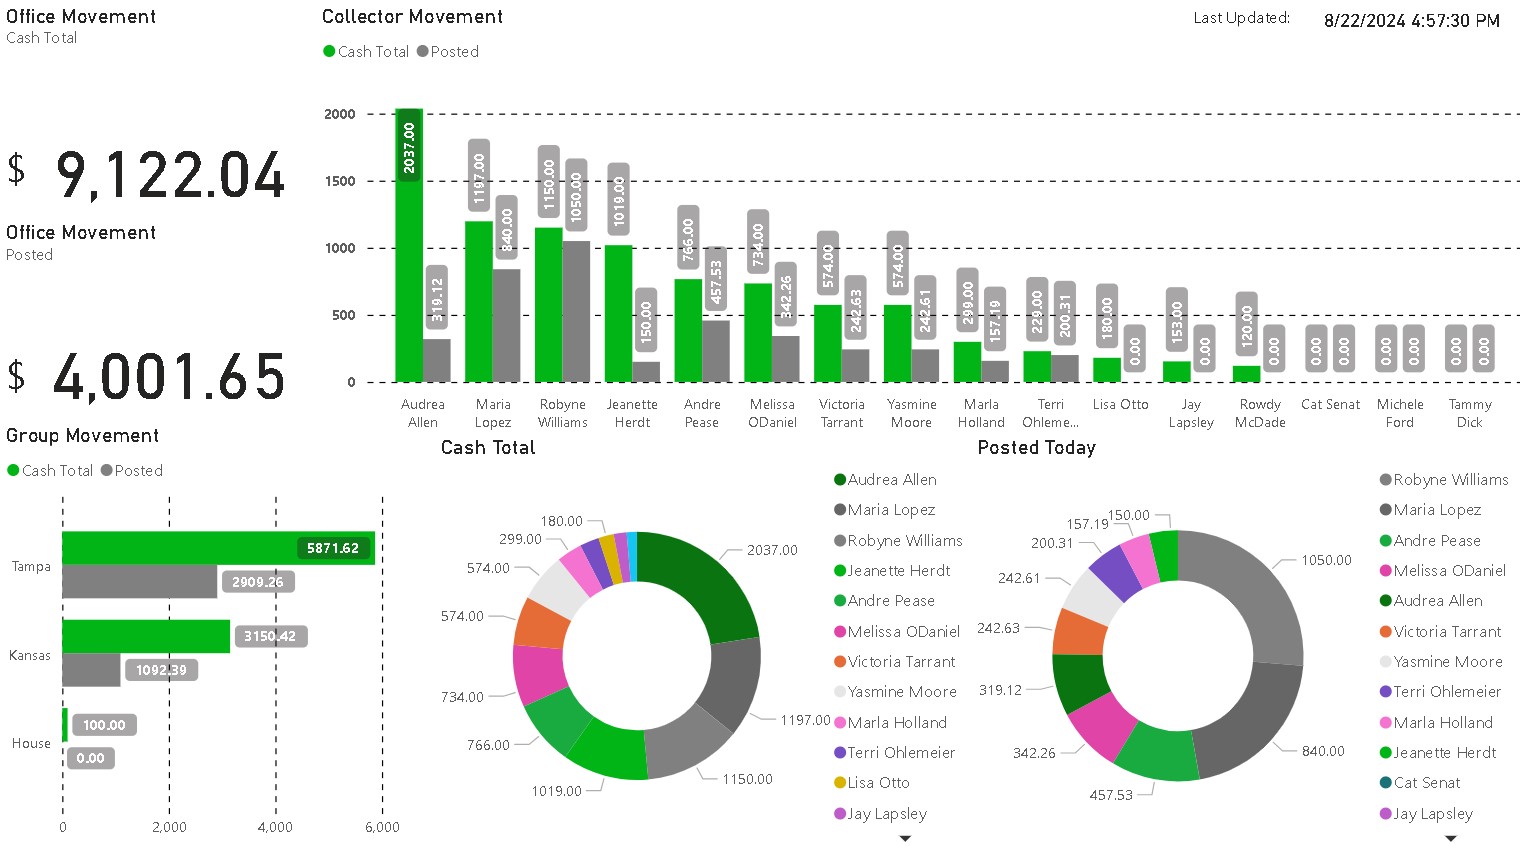 Office Movement
Cash Total
$ 9,122.04
Office Movement
Posted
$ 4,001.65
Collector Movement
Cash Total Posted
Last Updated: 8/22/2024 4:57:30 PM
2000
1500
1000
500
0
2037.00
319.12
1197.00
840.00
1150.00
1050.00
1019.00
150.00
766.00
457.53
734.00
342.26
574.00
242.63
574.00
242.61
299.00
157.19
229.00
200.31
180.00
0.00
153.00
0.00
120.00
0.00
0.00
0.00
0.00
0.00
0.00
0.00
Audrea
Allen
Maria
Lopez
Robyne
Williams
Jeanette
Herdt
Andre
Pease
Melissa
ODaniel
Victoria
Tarrant
Yasmine
Moore
Marla
Holland
Terri
Ohleme...
Lisa Otto
Jay
Lapsley
Rowdy
McDade
Cat Senat
Michele
Ford
Tammy
Dick
Group Movement
Cash Total Posted
Tampa
5871.62
2909.26
Kansas
3150.42
1092.39
House
100.00
0.00
0 2,000 4,000 6,000
Cash Total
180.00
299.00
574.00
574.00
734.00
766.00
1019.00
1150.00
1197.00
2037.00
Audrea Allen
Maria Lopez
Robyne Williams
Jeanette Herdt
Andre Pease
Melissa ODaniel
Victoria Tarrant
Yasmine Moore
Marla Holland
Terri Ohlemeier
Lisa Otto
Jay Lapsley
Posted Today
150.00
157.19
200.31
242.61
242.63
319.12
342.26
457.53
840.00
1050.00
Robyne Williams
Maria Lopez
Andre Pease
Melissa ODaniel
Audrea Allen
Victoria Tarrant
Yasmine Moore
Terri Ohlemeier
Marla Holland
Jeanette Herdt
Cat Senat
Jay Lapsley